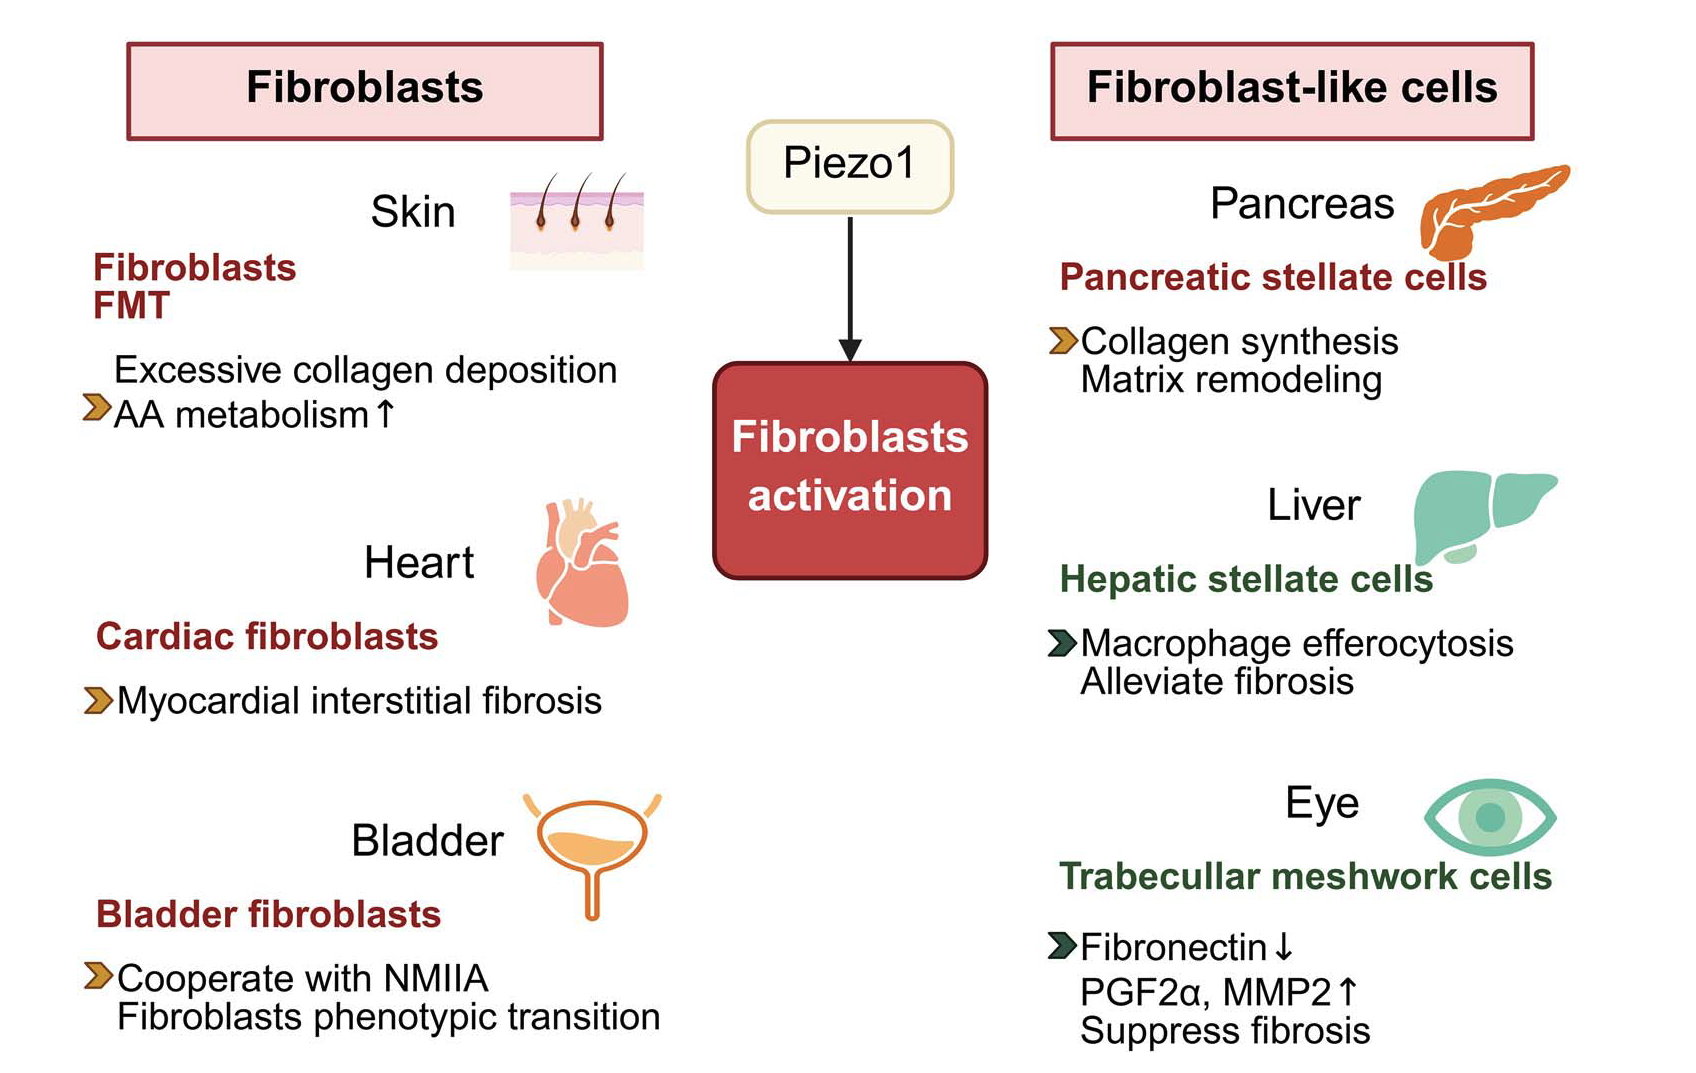 Fibroblasts
Skin
Fibroblasts
FMT
Excessive collagen deposition
AA metabolism↑
Heart
Cardiac fibroblasts
Myocardial interstitial fibrosis
Bladder
Bladder fibroblasts
Cooperate with NMIIA
Fibroblasts phenotypic transition
Piezo1
Fibroblasts
activation
Fibroblast-like cells
Pancreas
Pancreatic stellate cells
Collagen synthesis
Matrix remodeling
Liver
Hepatic stellate cells
Macrophage efferocytosis
Alleviate fibrosis
Eye
Trabecullar meshwork cells
Fibronectin↓
PGF2α, MMP2↑
Suppress fibrosis